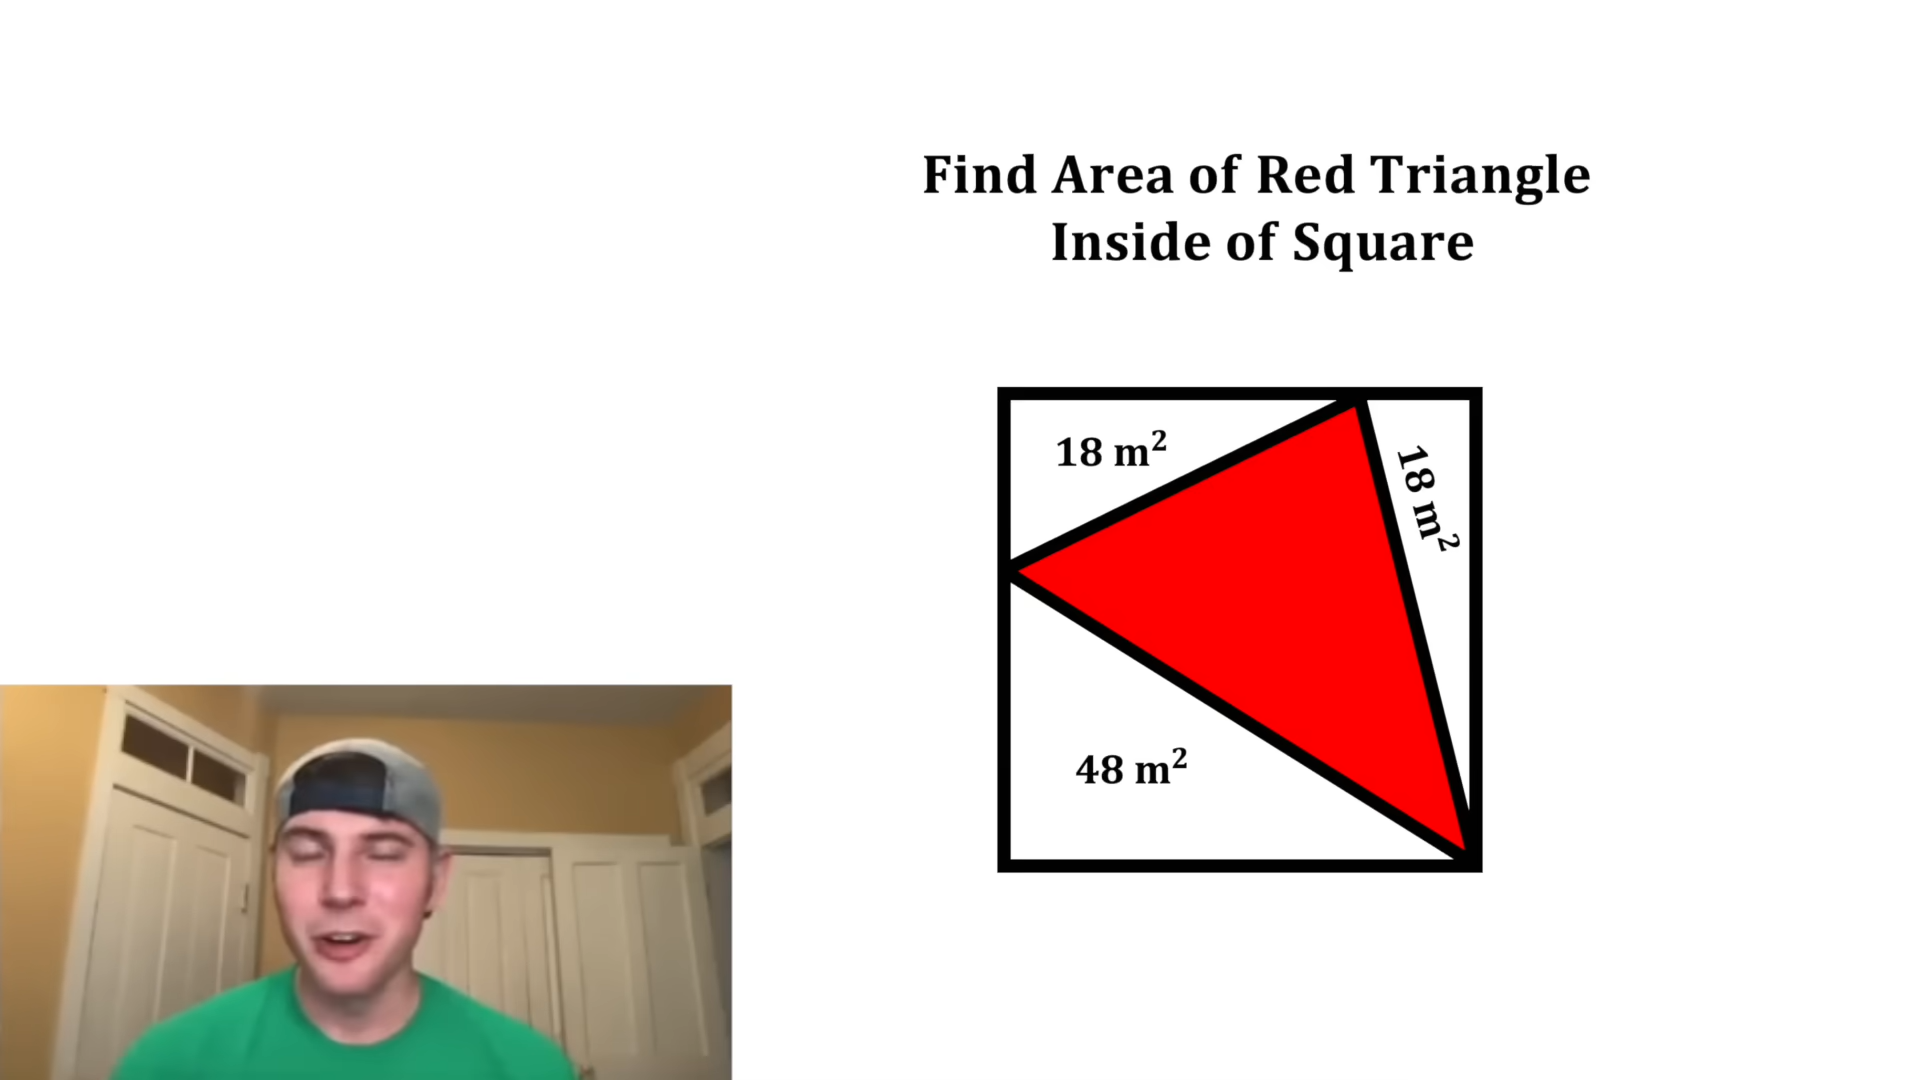 Find Area of Red Triangle
Inside of Square
18 m²
18 m²
48 m²